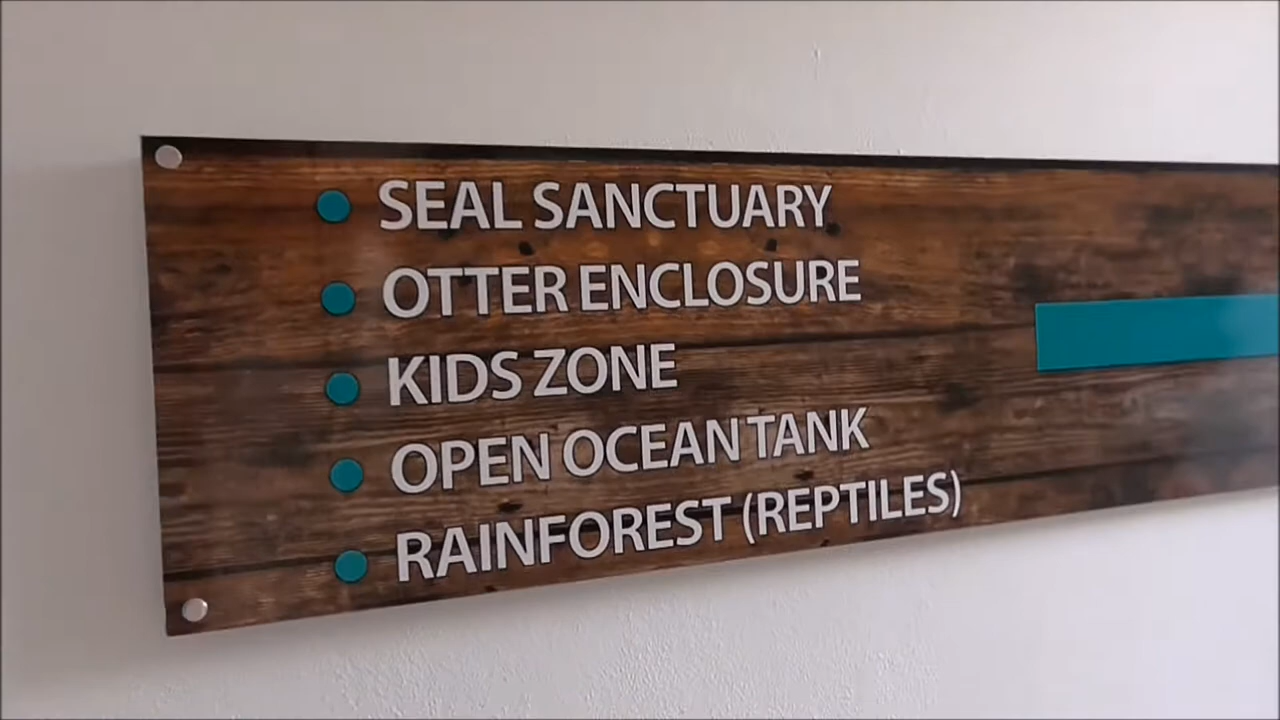 SEAL SANCTUARY
OTTER ENCLOSURE
KIDS ZONE
OPEN OCEAN TANK
RAINFOREST (REPTILES)